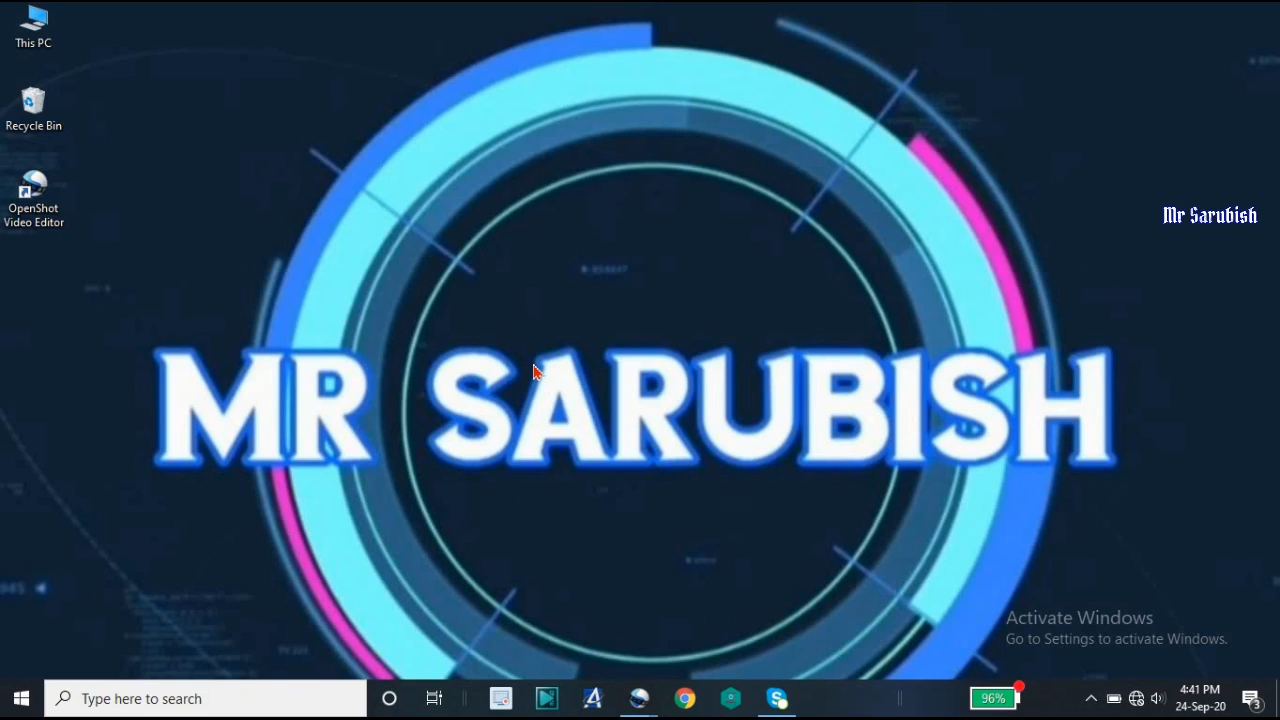 This PC
Recycle Bin
OpenShot
Video Editor
Mr Sarubish
MR SARUBISH
Activate Windows
Go to Settings to activate Windows.
Type here to search
96%
4:41 PM
24-Sep-20
3